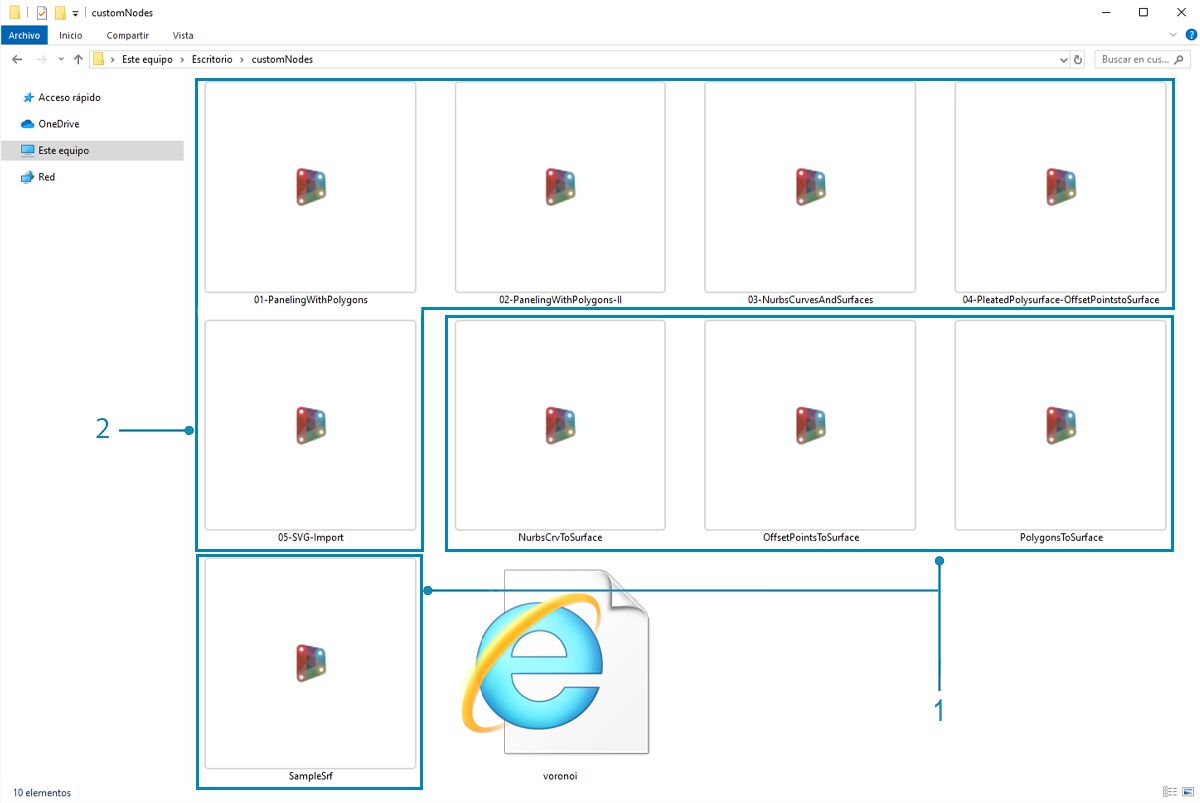 customNodes
Archivo Inicio Compartir Vista
Este equipo Escritorio customNodes
Buscar en cus...
Acceso rápido
OneDrive
Este equipo
Red
01-PanelingWithPolygons
02-PanelingWithPolygons-II
03-NurbsCurvesAndSurfaces
04-PleatedPolysurface-OffsetPointstoSurface
2
05-SVG-Import
NurbsCrvToSurface
OffsetPointsToSurface
PolygonsToSurface
1
SampleSrf
voronoi
10 elementos